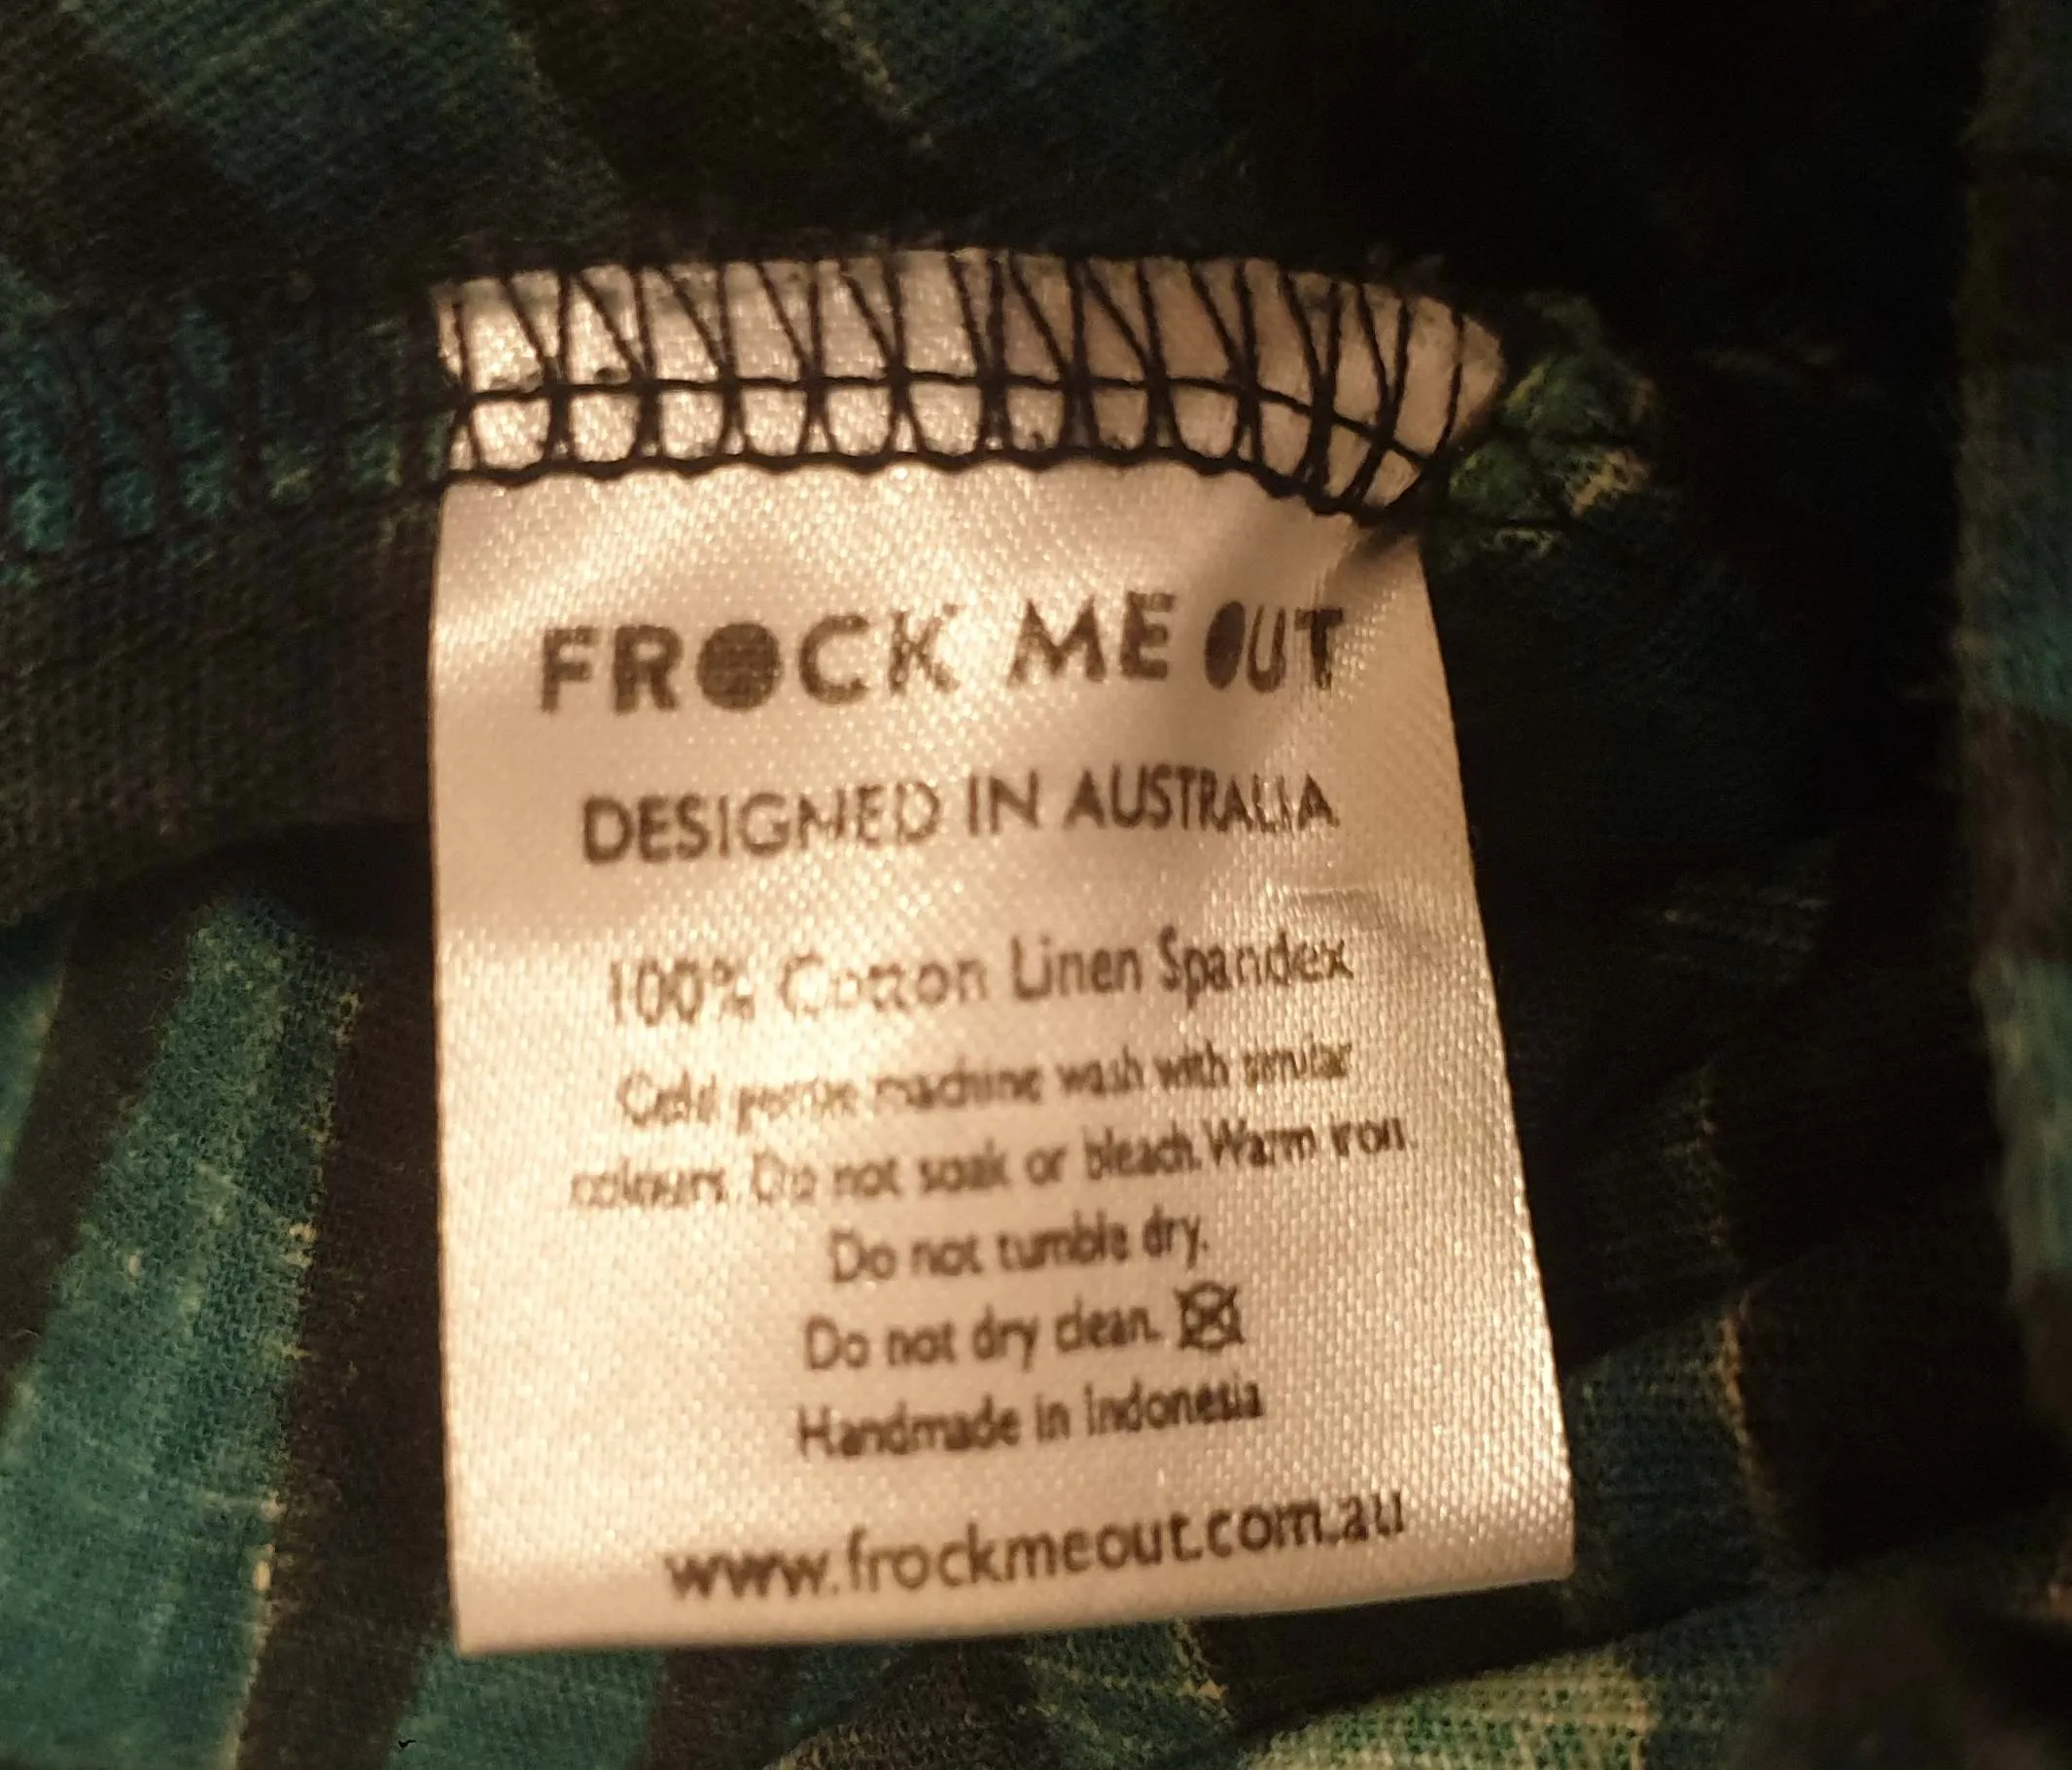 FROCK ME OUT
DESIGNED IN AUSTRALIA
100% Cotton Linen Spandex
Cold gentle machine wash with similar
colours. Do not soak or bleach. Warm iron.
Do not tumble dry.
Do not dry clean.
Handmade in Indonesia
www.frockmeout.com.au